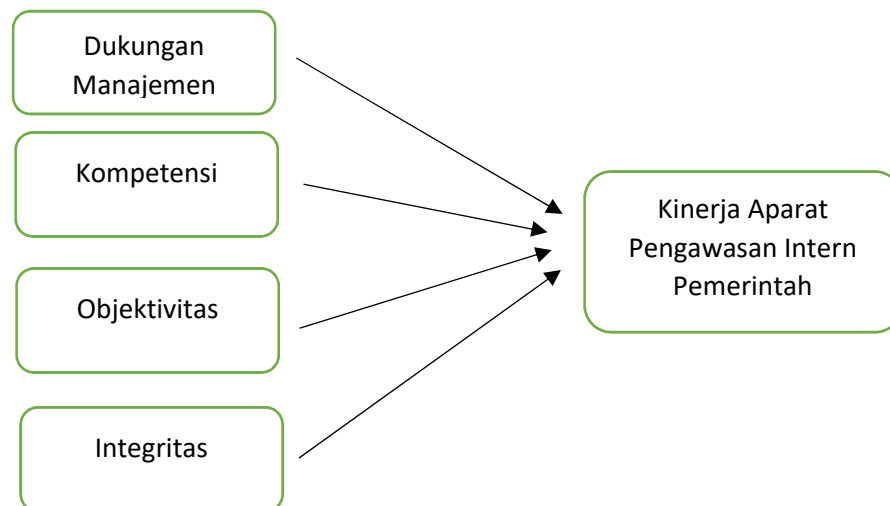 Dukungan
Manajemen
Kompetensi
Objektivitas
Integritas
Kinerja Aparat
Pengawasan Intern
Pemerintah